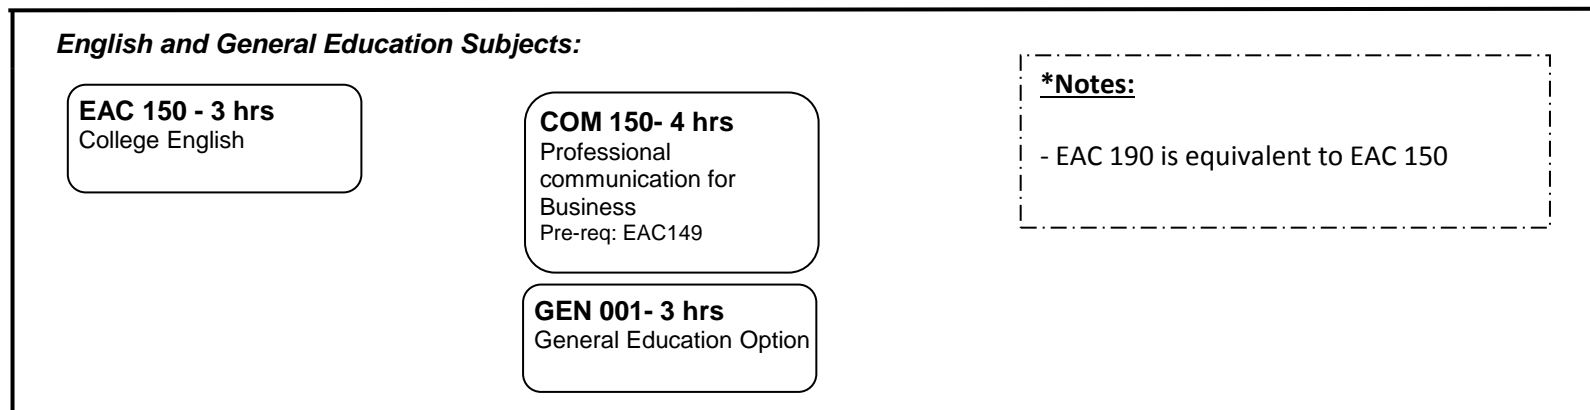 English and General Education Subjects:
EAC 150 - 3 hrs
College English
COM 150- 4 hrs
Professional
communication for
Business
Pre-req: EAC149
GEN 001- 3 hrs
General Education Option
*Notes:
- EAC 190 is equivalent to EAC 150